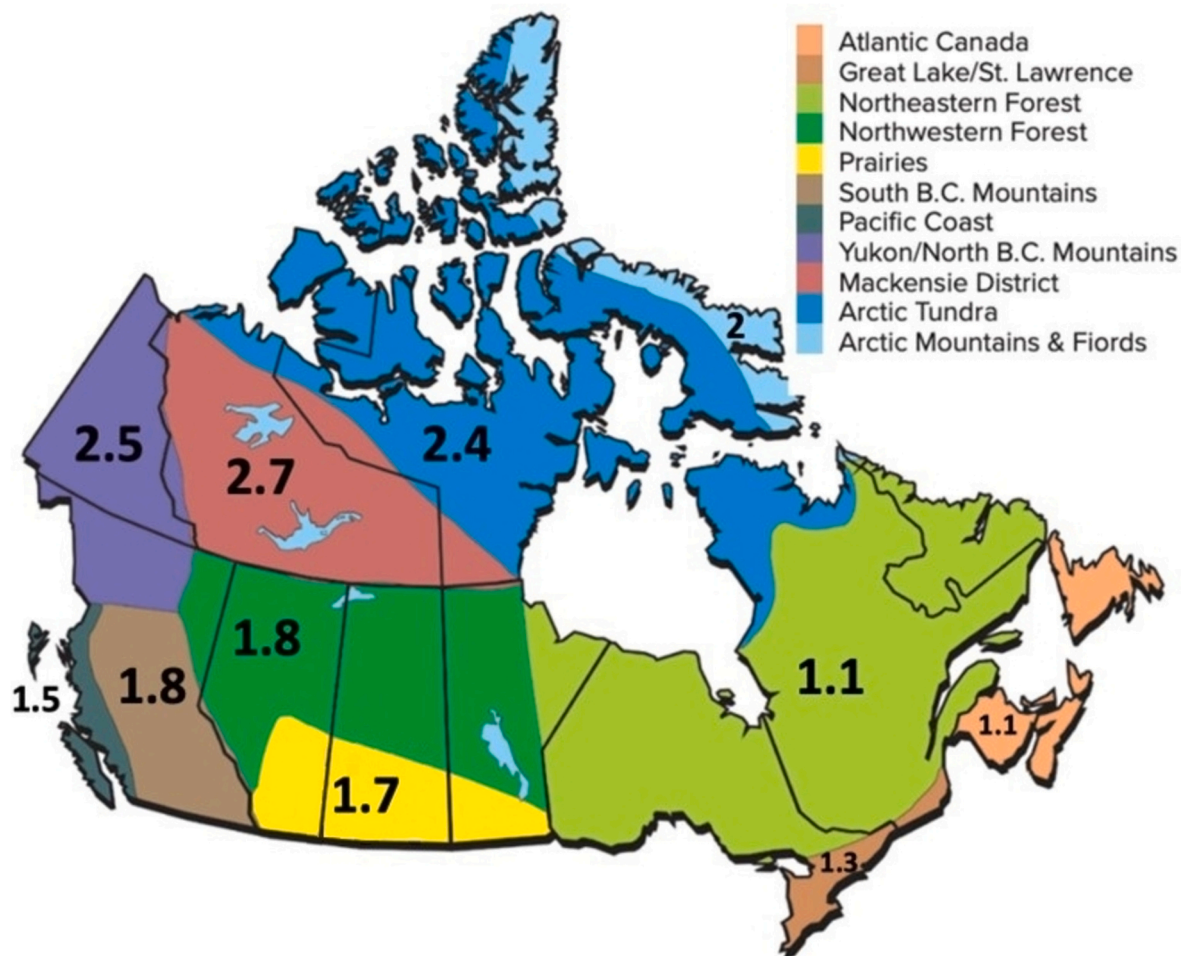 Atlantic Canada
Great Lake/St. Lawrence
Northeastern Forest
Northwestern Forest
Prairies
South B.C. Mountains
Pacific Coast
Yukon/North B.C. Mountains
Mackensie District
Arctic Tundra
Arctic Mountains & Fiords
2
2.5
2.7
2.4
1.8
1.5
1.8
1.1
1.1
1.7
1.3